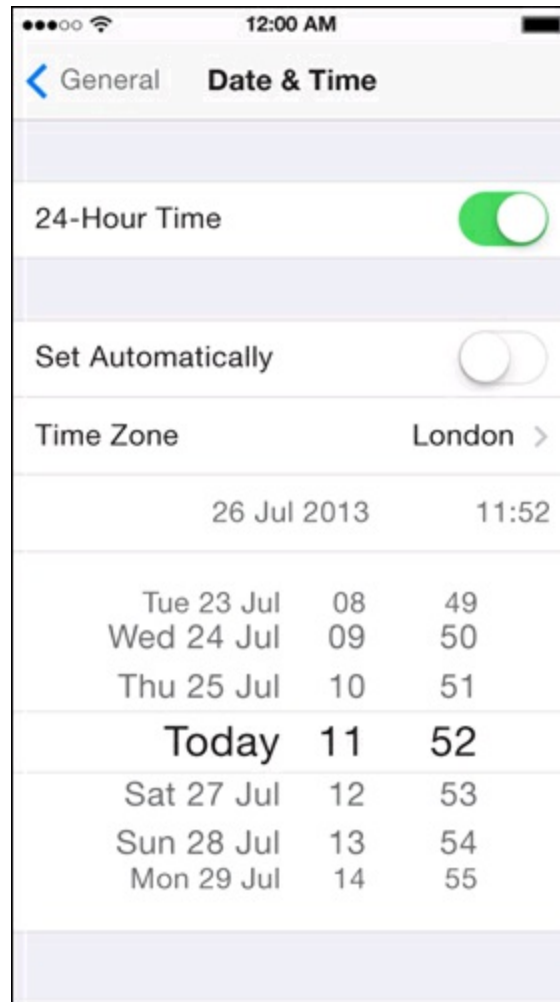 12:00 AM
General Date & Time
24-Hour Time
Set Automatically
Time Zone London
26 Jul 2013 11:52
Tue 23 Jul 08 49
Wed 24 Jul 09 50
Thu 25 Jul 10 51
Today 11 52
Sat 27 Jul 12 53
Sun 28 Jul 13 54
Mon 29 Jul 14 55